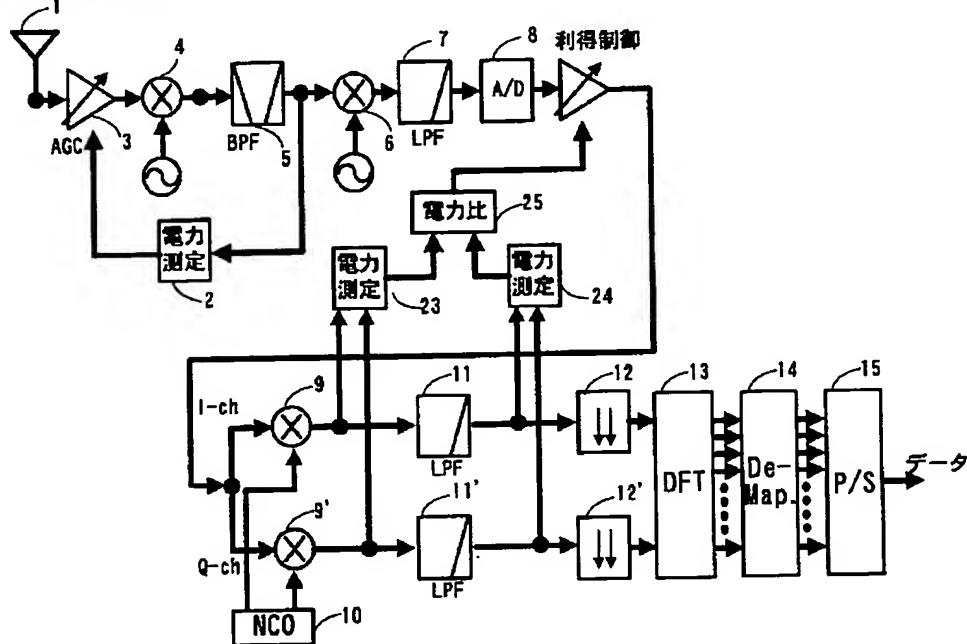 1
4
7
8
利得制御
A/D
AGC
3
BPF
5
6
LPF
電力比
25
電力
測定
2
電力
測定
23
電力
測定
24
I-ch
9
11
12
13
14
15
LPF
データ
DFT
De-
Map.
P/S
9'
11'
12'
Q-ch
LPF
NCO
10